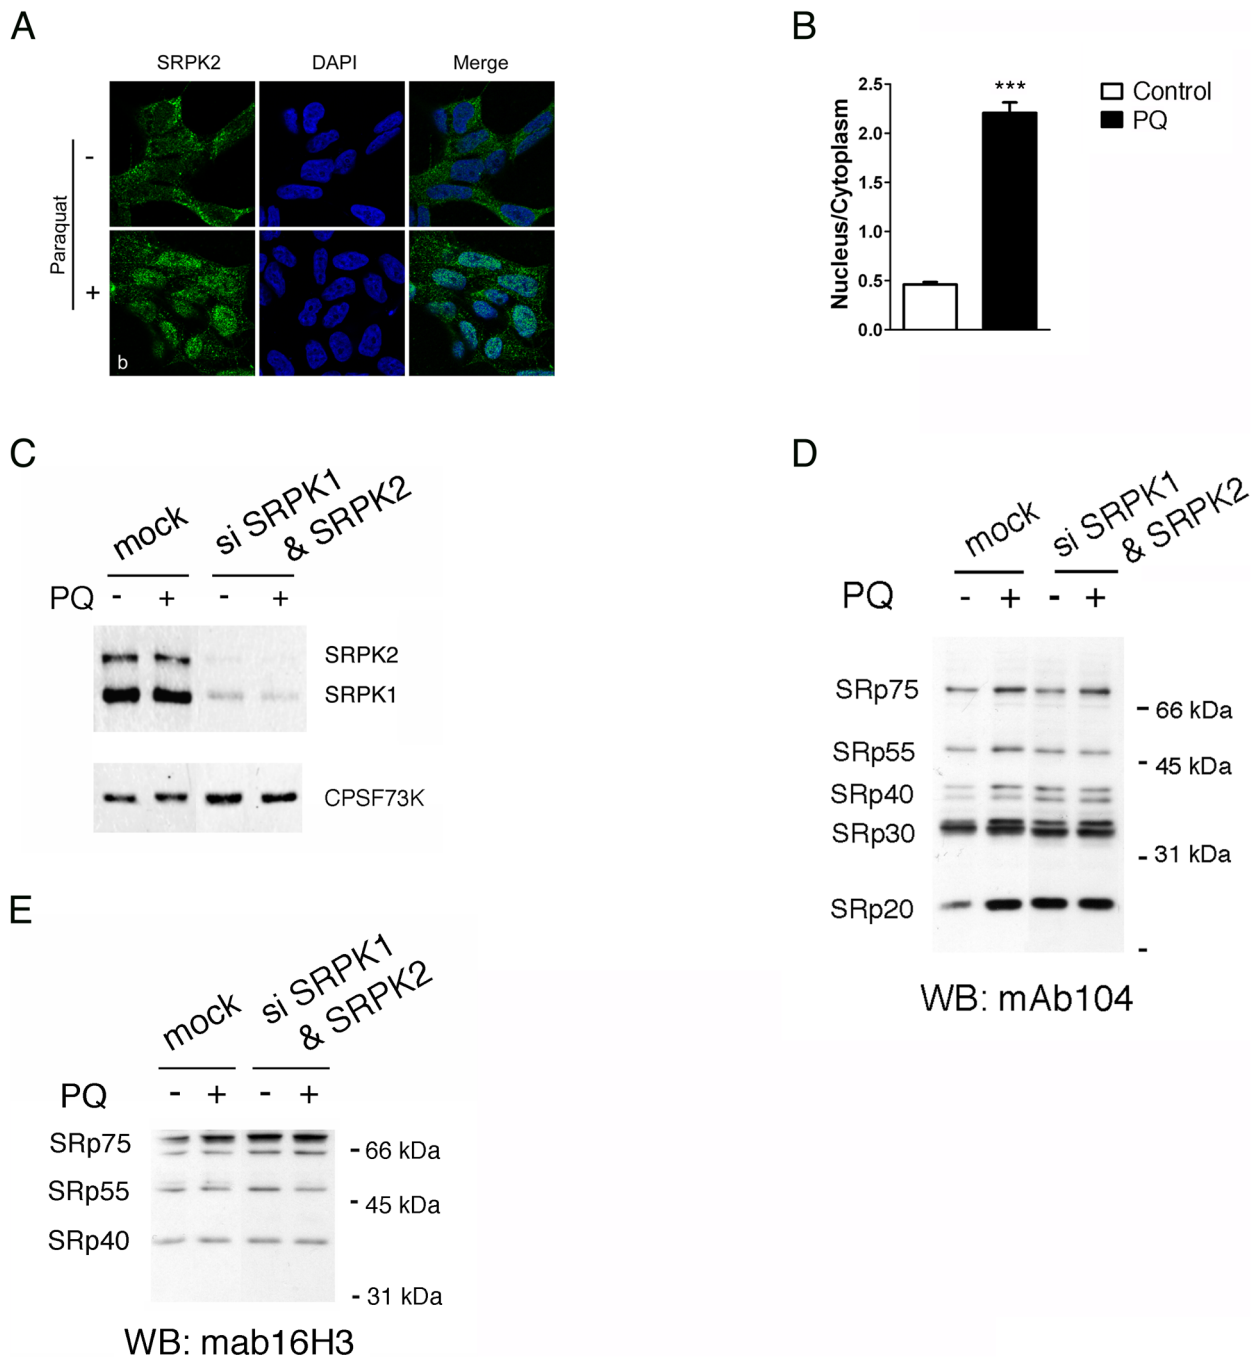 A
SRPK2 DAPI Merge
Paraquat
-
+
b
B
Nucleus/Cytoplasm
2.5
2.0
1.5
1.0
0.5
0.0
***
Control
PQ
C
mock
si SRPK1
& SRPK2
PQ - + - +
SRPK2
SRPK1
CPSF73K
D
mock
si SRPK1
& SRPK2
PQ - + - +
SRp75
- 66 kDa
SRp55
- 45 kDa
SRp40
SRp30
- 31 kDa
SRp20
-
WB: mAb104
E
mock
si SRPK1
& SRPK2
PQ - + - +
SRp75
- 66 kDa
SRp55
- 45 kDa
SRp40
- 31 kDa
WB: mab16H3